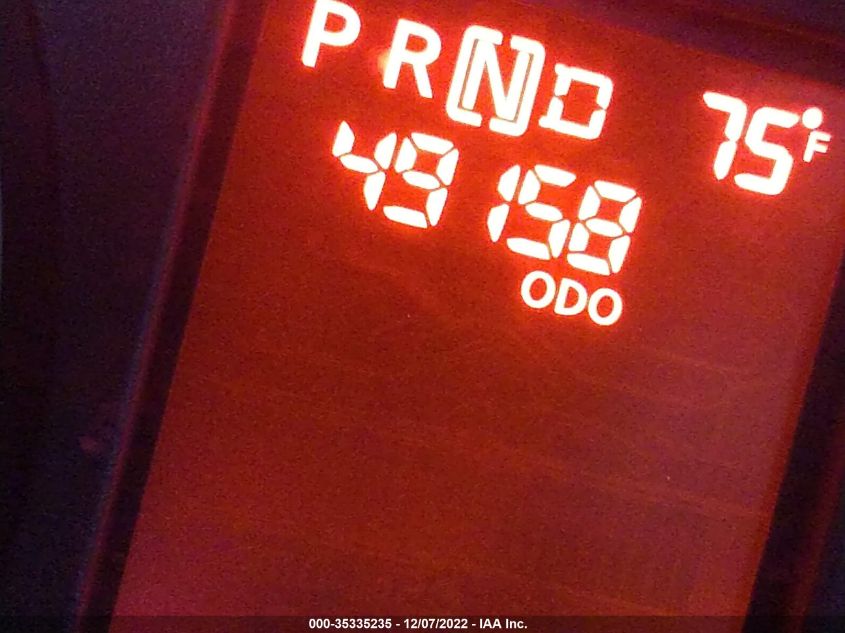 P R [N] D 75°F
49158
ODO
000-35335235 - 12/07/2022 - IAA Inc.